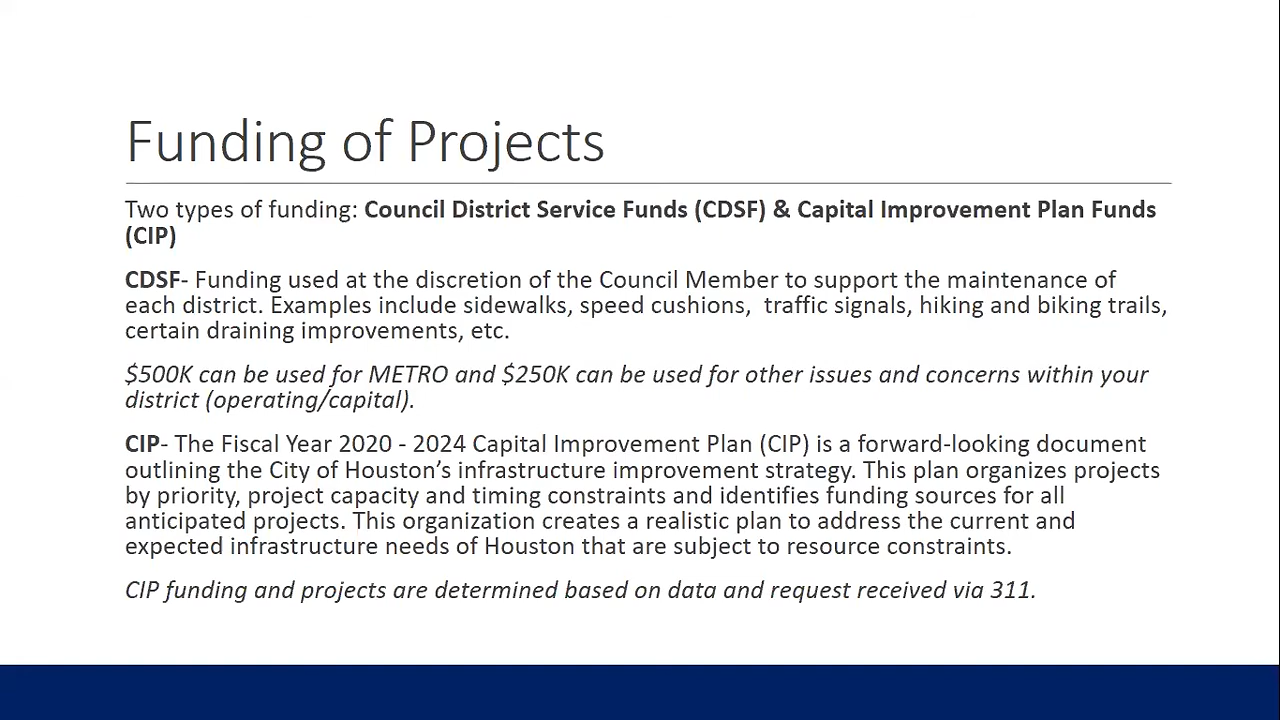 Funding of Projects
Two types of funding: Council District Service Funds (CDSF) & Capital Improvement Plan Funds
(CIP)
CDSF- Funding used at the discretion of the Council Member to support the maintenance of
each district. Examples include sidewalks, speed cushions,  traffic signals, hiking and biking trails,
certain draining improvements, etc.
$500K can be used for METRO and $250K can be used for other issues and concerns within your
district (operating/capital).
CIP- The Fiscal Year 2020 - 2024 Capital Improvement Plan (CIP) is a forward-looking document
outlining the City of Houston’s infrastructure improvement strategy. This plan organizes projects
by priority, project capacity and timing constraints and identifies funding sources for all
anticipated projects. This organization creates a realistic plan to address the current and
expected infrastructure needs of Houston that are subject to resource constraints.
CIP funding and projects are determined based on data and request received via 311.